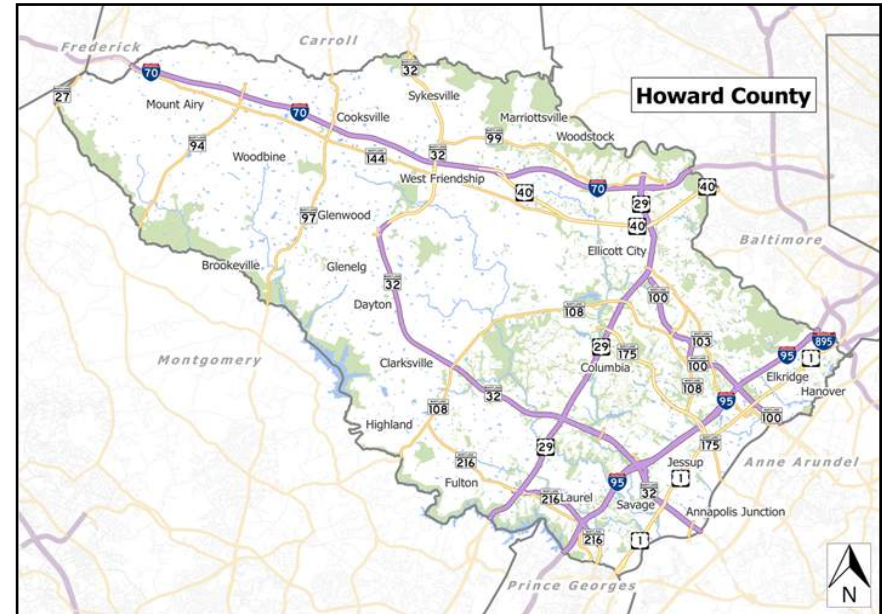 Frederick
Carroll
70
32
27
Mount Airy
70
Sykesville
Howard County
Cooksville
Marriottsville
94
99
Woodstock
Woodbine
144
32
West Friendship
40
70
29
40
97
Glenwood
40
Ellicott City
Baltimore
Brookeville
Glenelg
32
100
Dayton
108
29
175
103
95
895
1
Montgomery
Clarksville
Columbia
100
Elkridge
32
108
95
Hanover
108
100
Highland
29
175
216
Jessup
Anne Arundel
Fulton
95
1
216
Laurel
Savage
32
Annapolis Junction
216
1
Prince Georges
N